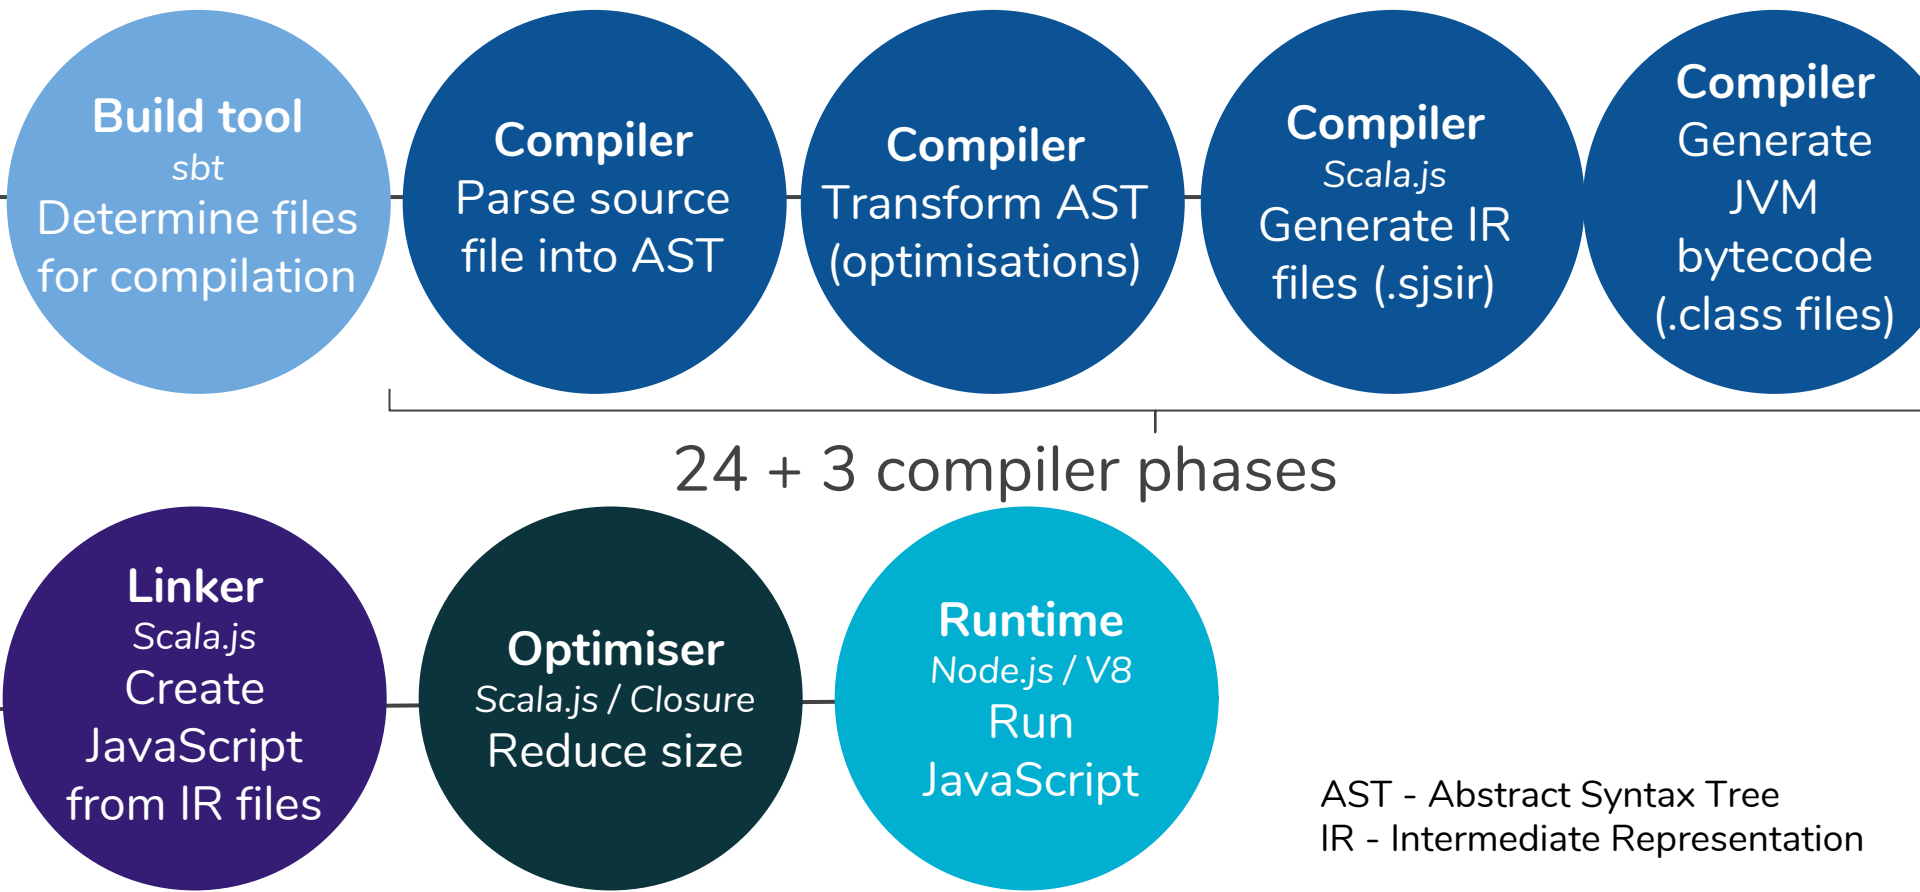 Build tool
sbt
Determine files
for compilation
Compiler
Parse source
file into AST
Compiler
Transform AST
(optimisations)
Compiler
Scala.js
Generate IR
files (.sjsir)
Compiler
Generate
JVM
bytecode
(.class files)
24 + 3 compiler phases
Linker
Scala.js
Create
JavaScript
from IR files
Optimiser
Scala.js / Closure
Reduce size
Runtime
Node.js / V8
Run
JavaScript
AST - Abstract Syntax Tree
IR - Intermediate Representation